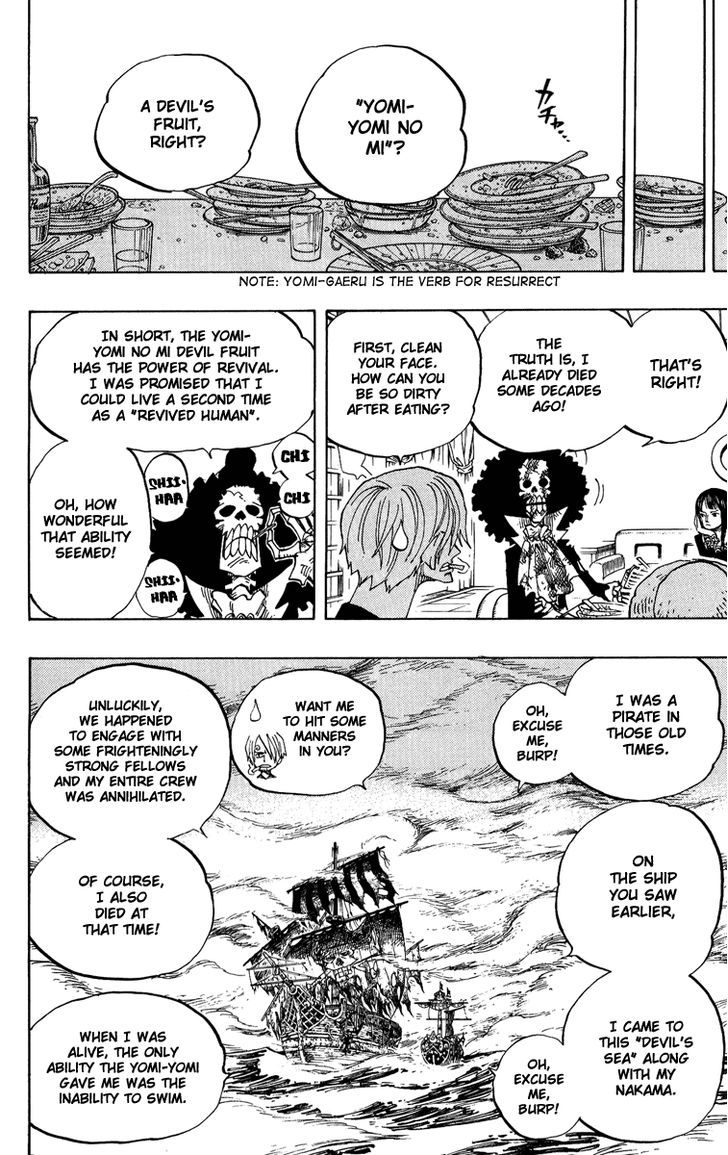 "YOMI-
YOMI NO
MI"?
A DEVIL'S
FRUIT,
RIGHT?
カチャ...
NOTE: YOMI-GAERU IS THE VERB FOR RESURRECT
THAT'S
RIGHT!
THE
TRUTH IS, I
ALREADY DIED
SOME DECADES
AGO!
FIRST, CLEAN
YOUR FACE.
HOW CAN YOU
BE SO DIRTY
AFTER EATING?
IN SHORT, THE YOMI-
YOMI NO MI DEVIL FRUIT
HAS THE POWER OF REVIVAL.
I WAS PROMISED THAT I
COULD LIVE A SECOND TIME
AS A "REVIVED HUMAN".
CHI
CHI
SHII-
HAA
SHII-
HAA
OH, HOW
WONDERFUL
THAT ABILITY
SEEMED!
I WAS A
PIRATE IN
THOSE OLD
TIMES.
OH,
EXCUSE
ME,
BURP!
WANT ME
TO HIT SOME
MANNERS
IN YOU?
ON
THE SHIP
YOU SAW
EARLIER,
I CAME TO
THIS "DEVIL'S
SEA" ALONG
WITH MY
NAKAMA.
OH,
EXCUSE
ME,
BURP!
UNLUCKILY,
WE HAPPENED
TO ENGAGE WITH
SOME FRIGHTENINGLY
STRONG FELLOWS
AND MY ENTIRE CREW
WAS ANNIHILATED.
OF COURSE,
I ALSO
DIED AT
THAT TIME!
WHEN I WAS
ALIVE, THE ONLY
ABILITY THE YOMI-YOMI
GAVE ME WAS THE
INABILITY TO SWIM.